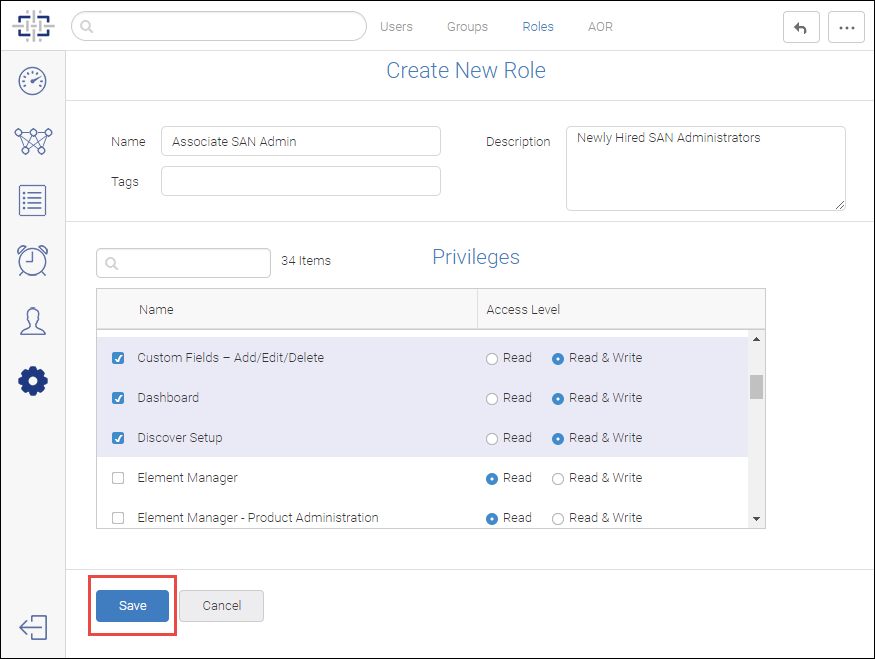 Users Groups Roles AOR
Create New Role
Name Associate SAN Admin Description Newly Hired SAN Administrators
Tags
34 Items Privileges
Name Access Level
Custom Fields – Add/Edit/Delete Read Read & Write
Dashboard Read Read & Write
Discover Setup Read Read & Write
Element Manager Read Read & Write
Element Manager - Product Administration Read Read & Write
Save Cancel